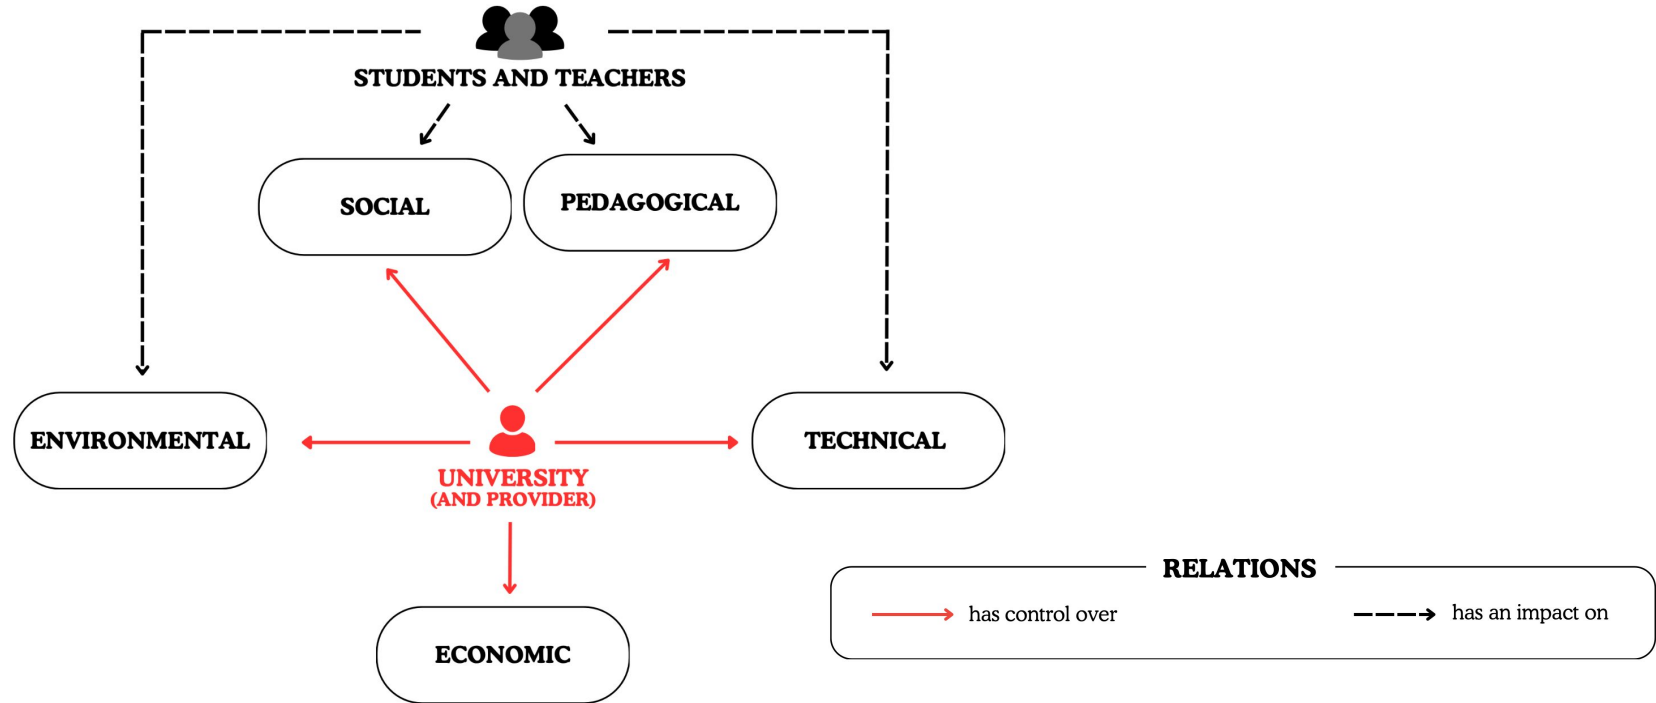 STUDENTS AND TEACHERS
SOCIAL
PEDAGOGICAL
ENVIRONMENTAL
TECHNICAL
UNIVERSITY
(AND PROVIDER)
ECONOMIC
RELATIONS
has control over
has an impact on